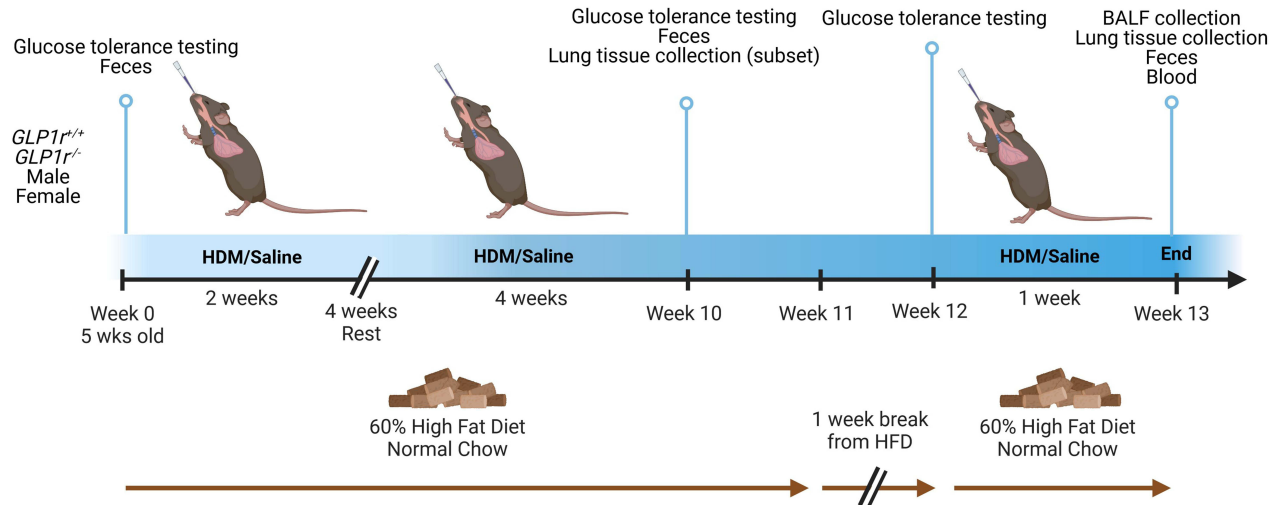 Glucose tolerance testing
Feces
Glucose tolerance testing
Feces
Lung tissue collection (subset)
Glucose tolerance testing
BALF collection
Lung tissue collection
Feces
Blood
GLP1r+/+
GLP1r/-
Male
Female
HDM/Saline
HDM/Saline
HDM/Saline
End
2 weeks
4 weeks
1 week
Week 0
5 wks old
4 weeks
Rest
Week 10
Week 11
Week 12
Week 13
60% High Fat Diet
Normal Chow
1 week break
from HFD
60% High Fat Diet
Normal Chow